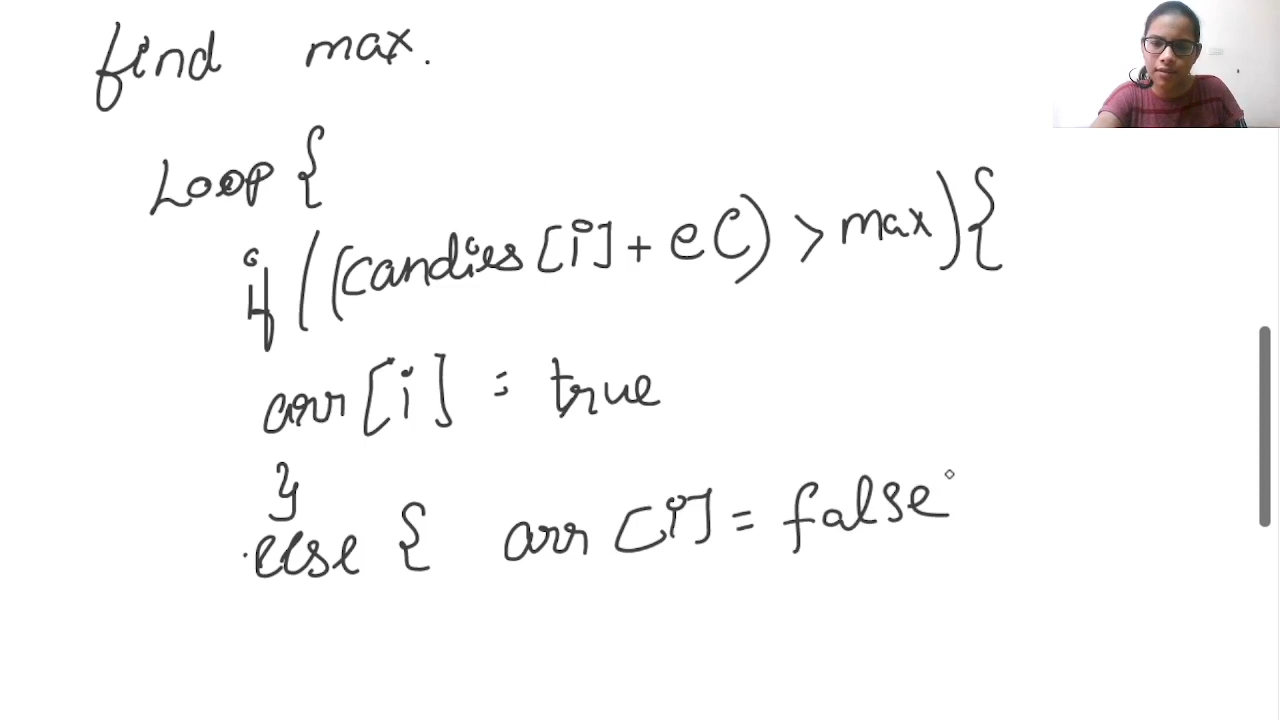 find max.
Loop {
if ((candies [i] + eC) > max) {
arr [i] = true
}
else { arr [i] = false